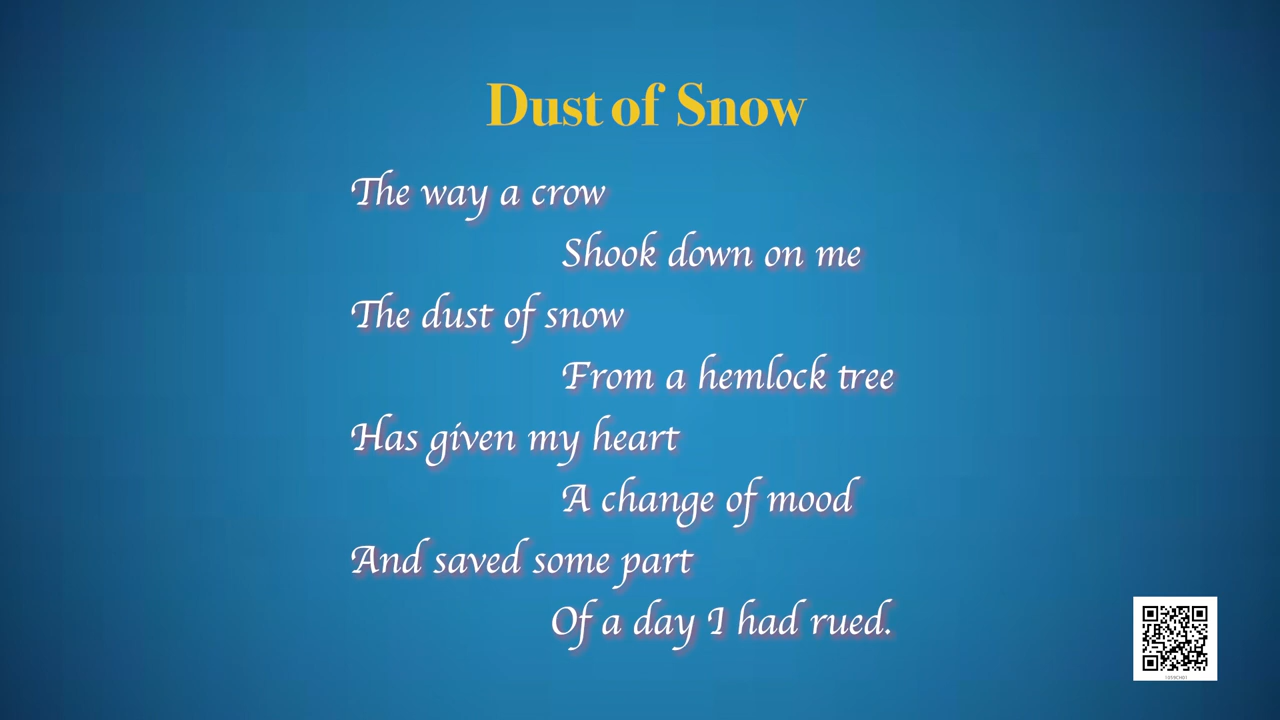 Dust of Snow
The way a crow
Shook down on me
The dust of snow
From a hemlock tree
Has given my heart
A change of mood
And saved some part
Of a day I had rued.
1059CH01